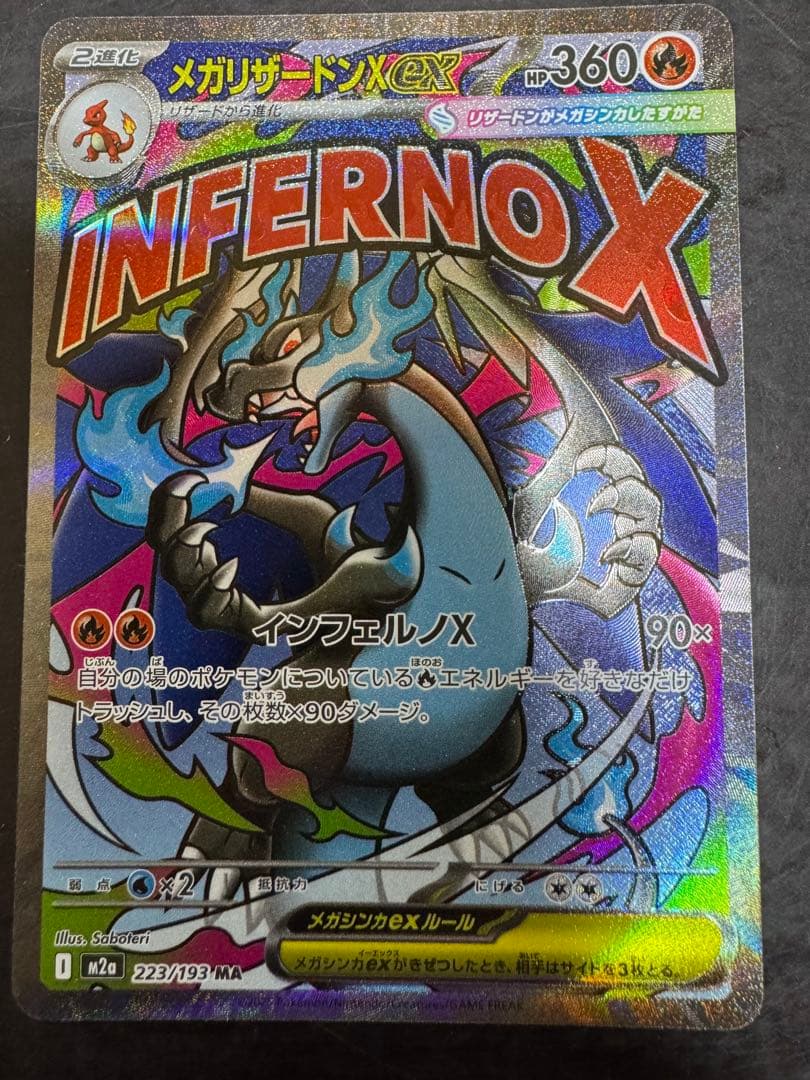 2進化 メガリザードンXex HP360
リザードから進化 リザードンがメガシンカしたすがた
INFERNO X
インフェルノX 90×
自分の場のポケモンについているエネルギーを好きなだけ
トラッシュし、その枚数×90ダメージ。
弱点 ×2 抵抗力 にげる
メガシンカexルール
Illus. Saboteri
メガシンカexがきぜつしたとき、相手はサイドを3枚とる。
I m2a 223/193 MA
Pokémon/Nintendo/Creatures/GAME FREAK